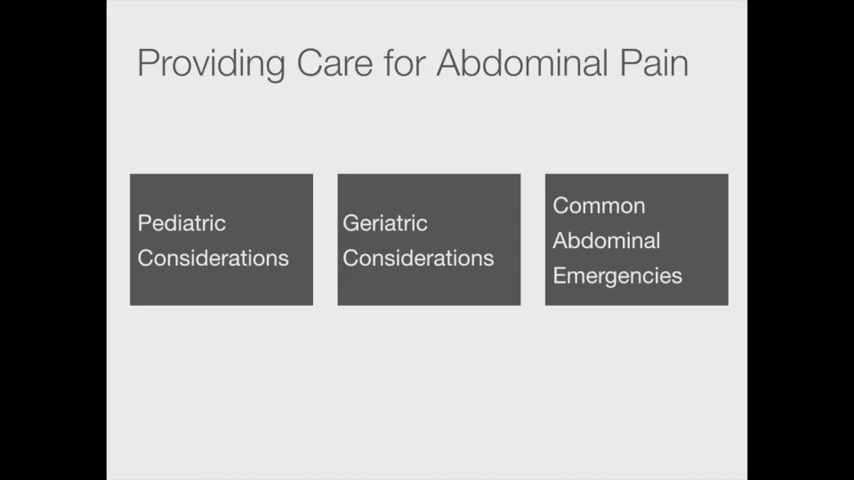 Providing Care for Abdominal Pain
Pediatric
Considerations
Geriatric
Considerations
Common
Abdominal
Emergencies